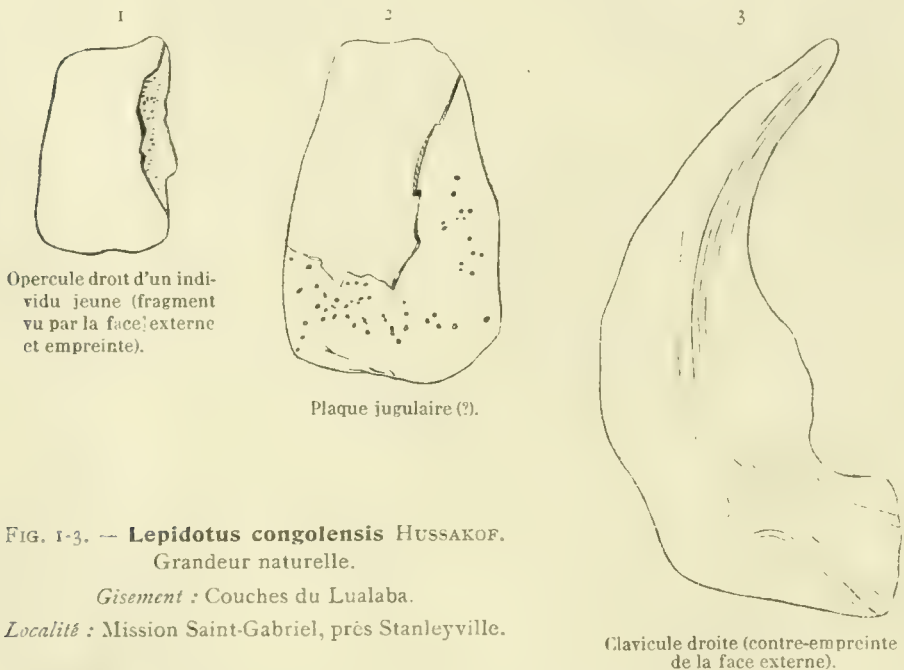 1
2
3
Opercule droit d'un indi-
vidu jeune (fragment
vu par la face externe
et empreinte).
Plaque jugulaire (?).
FIG. 1-3. — Lepidotus congolensis HUSSAKOF.
Grandeur naturelle.
Gisement : Couches du Lualaba.
Localité : Mission Saint-Gabriel, près Stanleyville.
Clavicule droite (contre-empreinte
de la face externe).